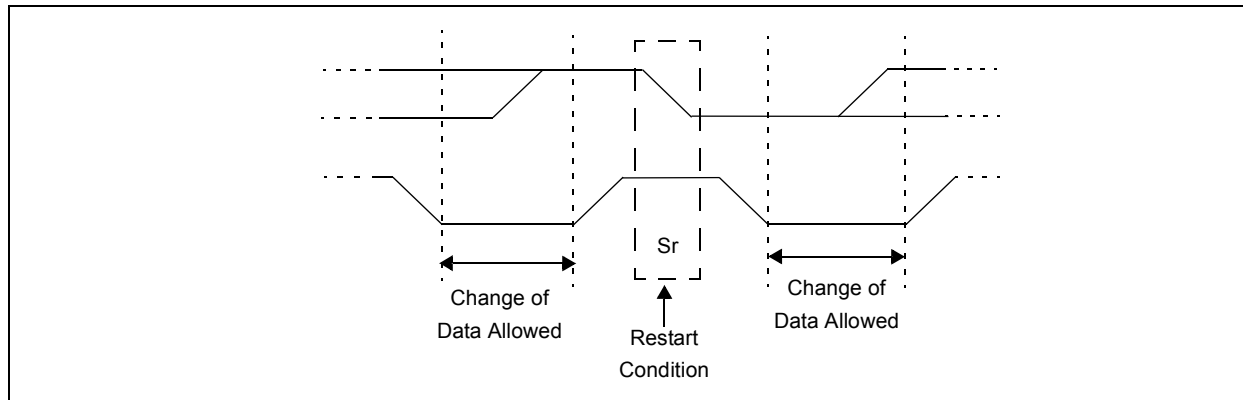 Sr
Change of
Data Allowed
Restart
Condition
Change of
Data Allowed